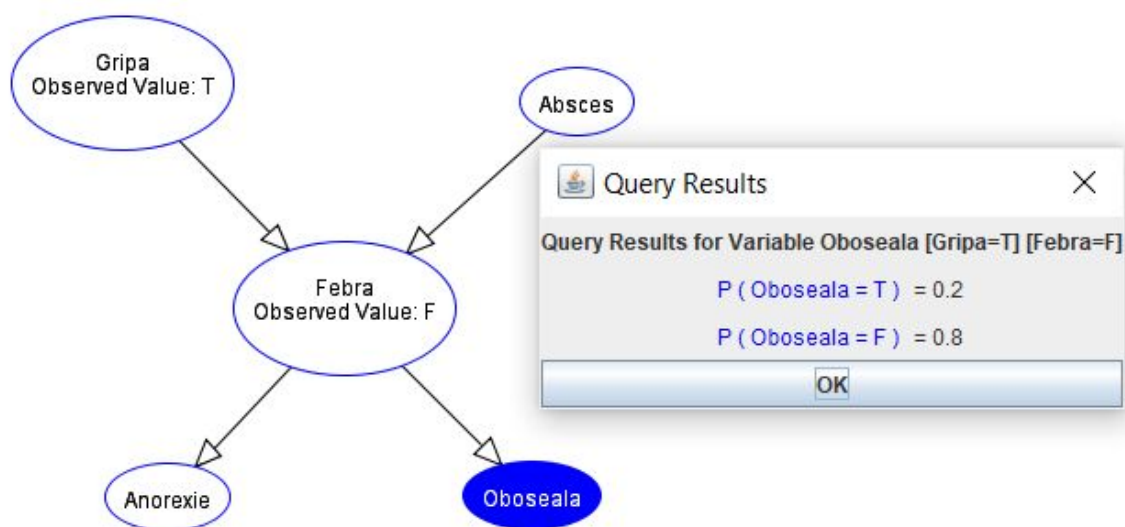 Gripa
Observed Value: T
Absces
Query Results
Query Results for Variable Oboseala [Gripa=T] [Febra=F]
P ( Oboseala = T ) = 0.2
P ( Oboseala = F ) = 0.8
OK
Febra
Observed Value: F
Anorexie
Oboseala